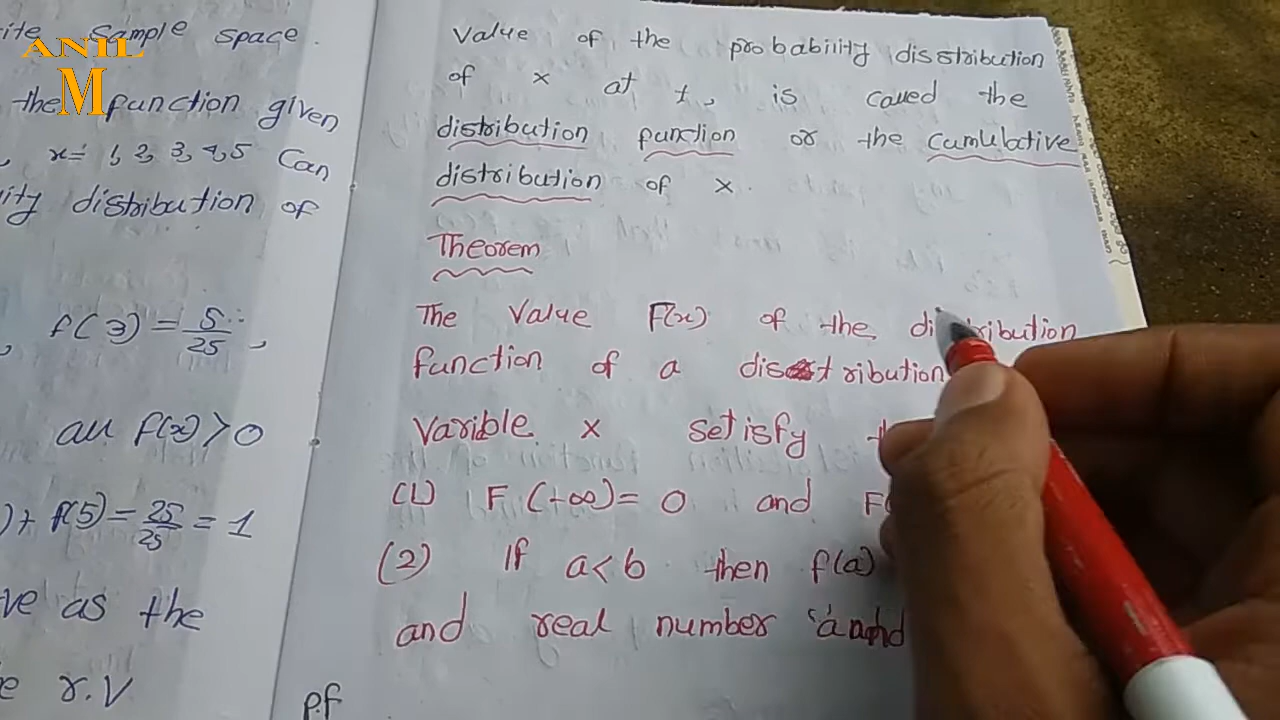 ite Sample space.
ANIL
M
the function given
, x= 1, 2, 3, 4, 5 Can
ity distribution of
, f(3) = 5/25 ,
all f(x) > 0
) + f(5) = 25/25 = 1
ve as the
e r.v
Value of the probability disstribution
of x at t, is called the
distribution function or the cumulative
distribution of x.
Theorem
The Value F(x) of the di ribution
function of a distribution
Varible x setisfy
(1) F(-∞) = 0 and F(
(2) If a < b then f(a)
and real number 'a and
p.f